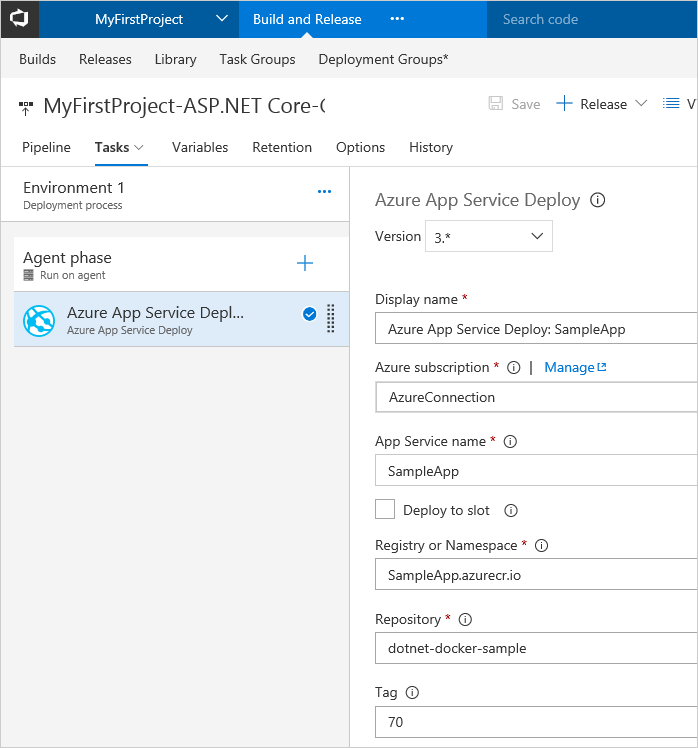 MyFirstProject Build and Release ••• Search code
Builds Releases Library Task Groups Deployment Groups*
MyFirstProject-ASP.NET Core- Save Release
Pipeline Tasks Variables Retention Options History
Environment 1
Deployment process
Agent phase
Run on agent
Azure App Service Depl...
Azure App Service Deploy
Azure App Service Deploy
Version 3.*
Display name *
Azure App Service Deploy: SampleApp
Azure subscription * | Manage
AzureConnection
App Service name *
SampleApp
Deploy to slot
Registry or Namespace *
SampleApp.azurecr.io
Repository *
dotnet-docker-sample
Tag
70